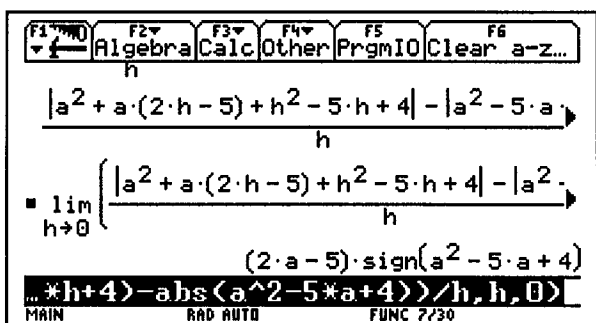 F1 F2 F3 F4 F5 F6
Algebra Calc Other PrgmIO Clear a-z…
h
|a² + a·(2·h − 5) + h² − 5·h + 4| − |a² − 5·a·
h
▪ lim h→0 ( |a² + a·(2·h − 5) + h² − 5·h + 4| − |a² −·
h
(2·a − 5)·sign(a² − 5·a + 4)
…*h+4)-abs(a^2-5*a+4))/h,h,0)
MAIN RAD AUTO FUNC 7/30